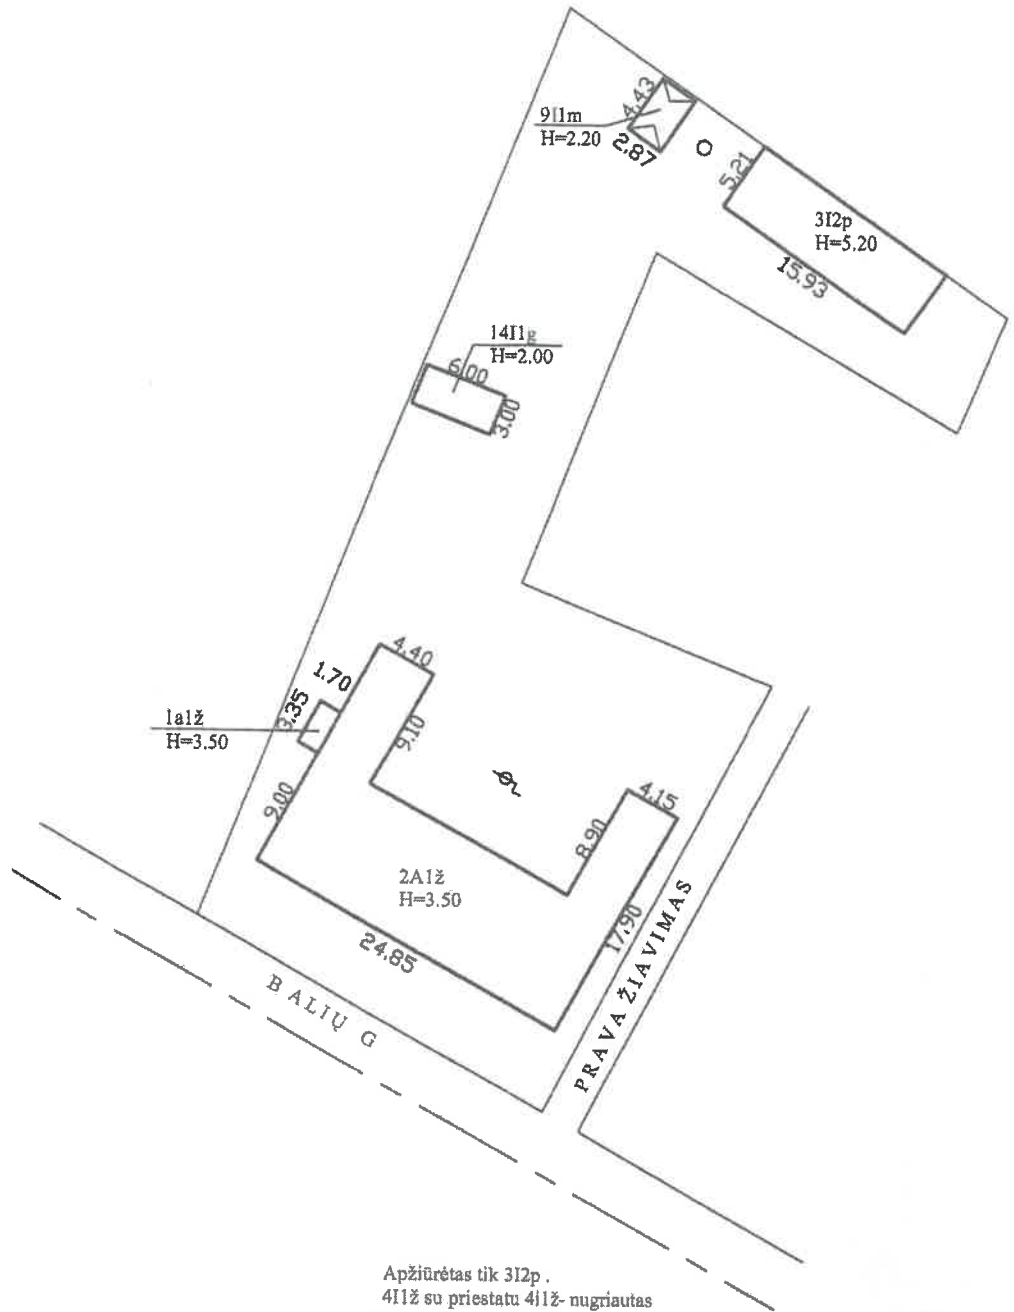 4.43
9I1m
H=2.20
2.87
5.21
3I2p
H=5.20
15.93
14I1g
H=2.00
6.00
3.00
4.40
1.70
3.35
1a1ž
H=3.50
9.10
9.00
4.15
8.90
2A1ž
H=3.50
17.90
24.85
BALIŲ G
PRAVAŽIAVIMAS
Apžiūrėtas tik 3I2p .
4I1ž su priestatu 4i1ž- nugriautas